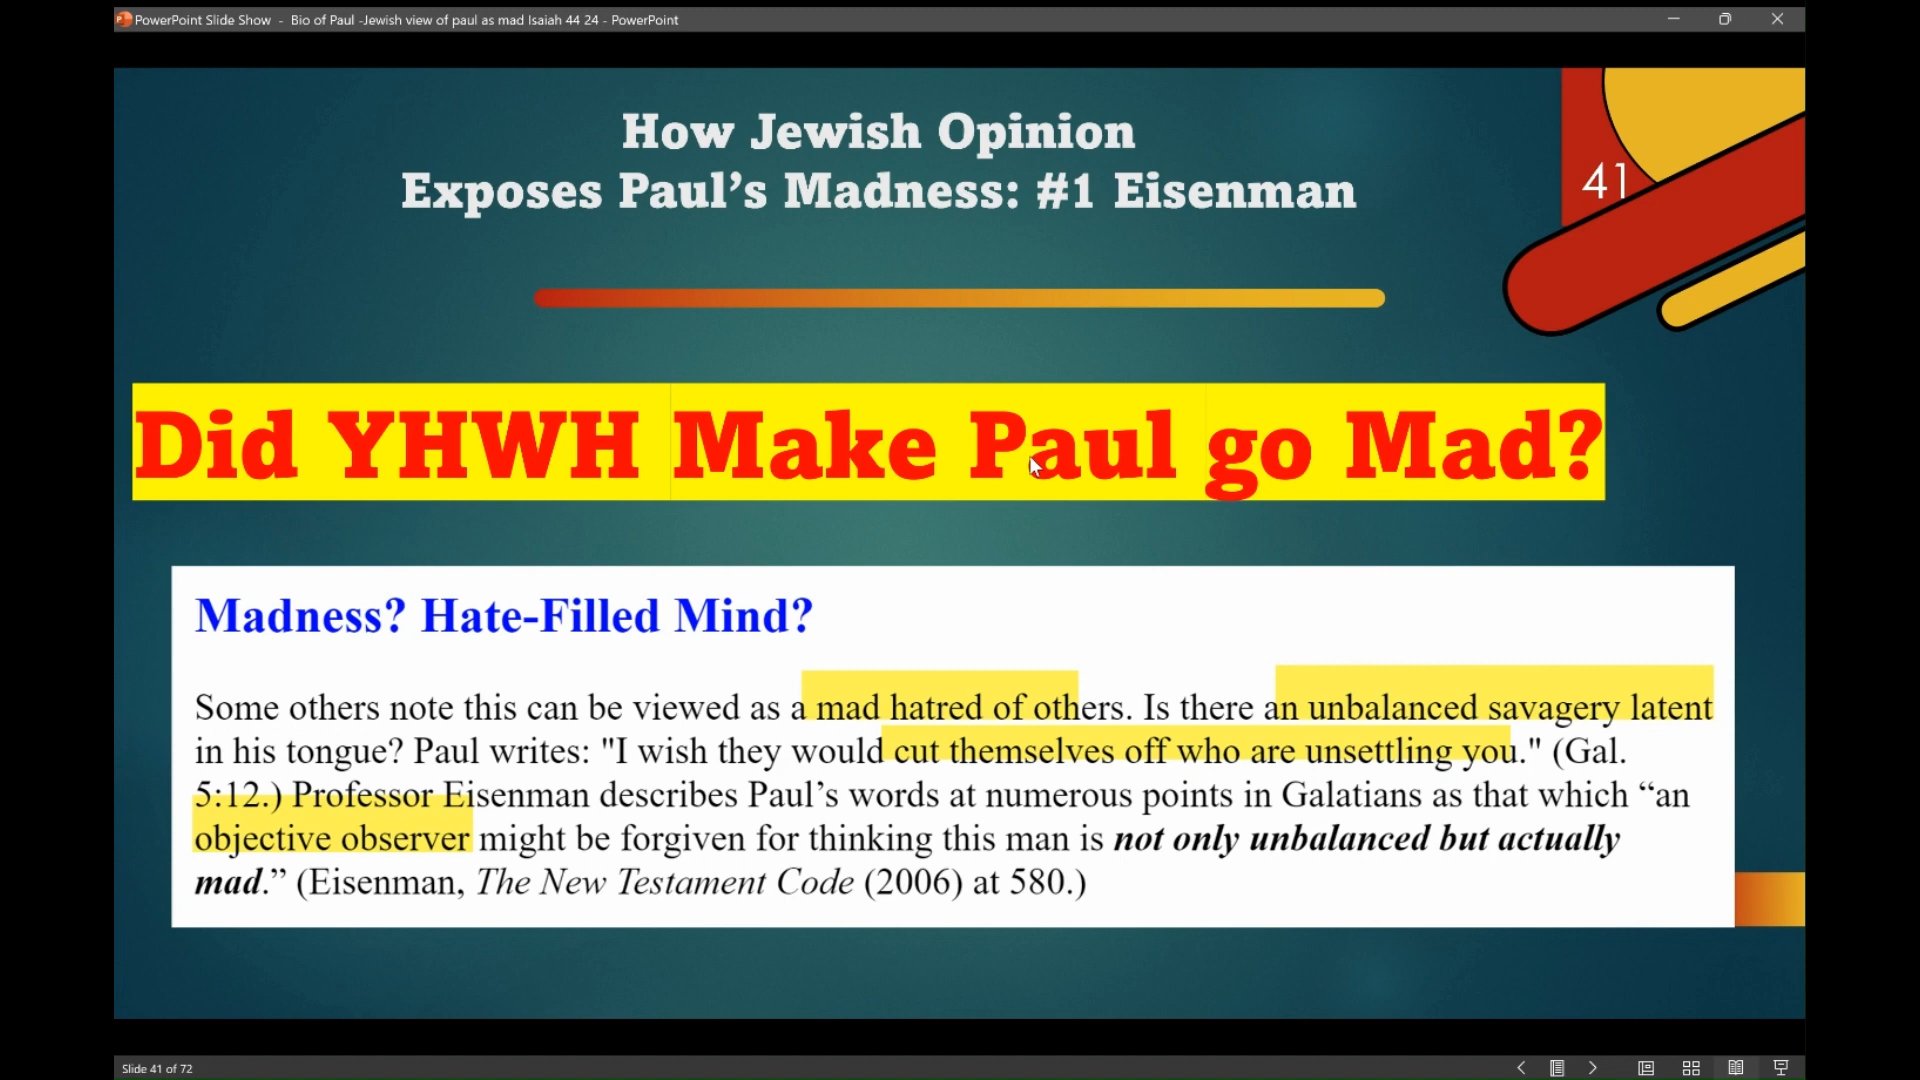 PowerPoint Slide Show - Bio of Paul -Jewish view of paul as mad Isaiah 44 24 - PowerPoint
How Jewish Opinion
Exposes Paul's Madness: #1 Eisenman
41
Did YHWH Make Paul go Mad?
Madness? Hate-Filled Mind?
Some others note this can be viewed as a mad hatred of others. Is there an unbalanced savagery latent
in his tongue? Paul writes: "I wish they would cut themselves off who are unsettling you." (Gal.
5:12.) Professor Eisenman describes Paul's words at numerous points in Galatians as that which “an
objective observer might be forgiven for thinking this man is not only unbalanced but actually
mad.” (Eisenman, The New Testament Code (2006) at 580.)
Slide 41 of 72